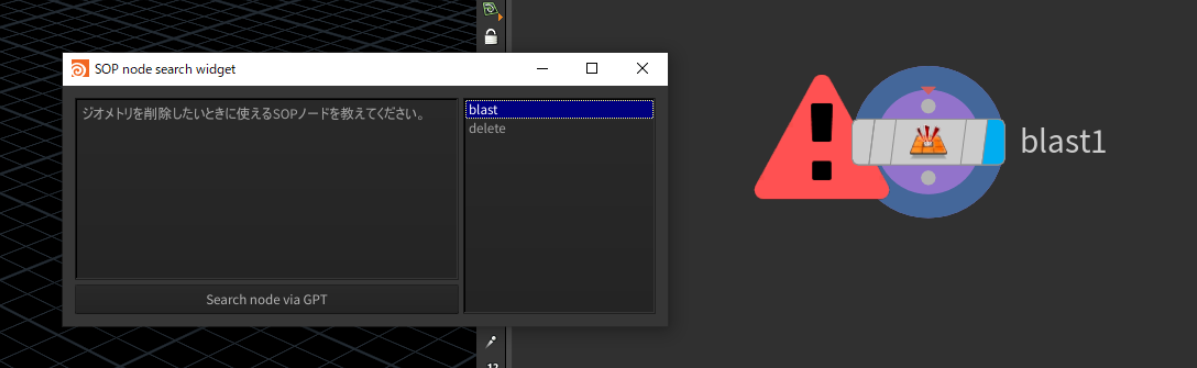 SOP node search widget
ジオメトリを削除したいときに使えるSOPノードを教えてください。
blast
delete
Search node via GPT
blast1